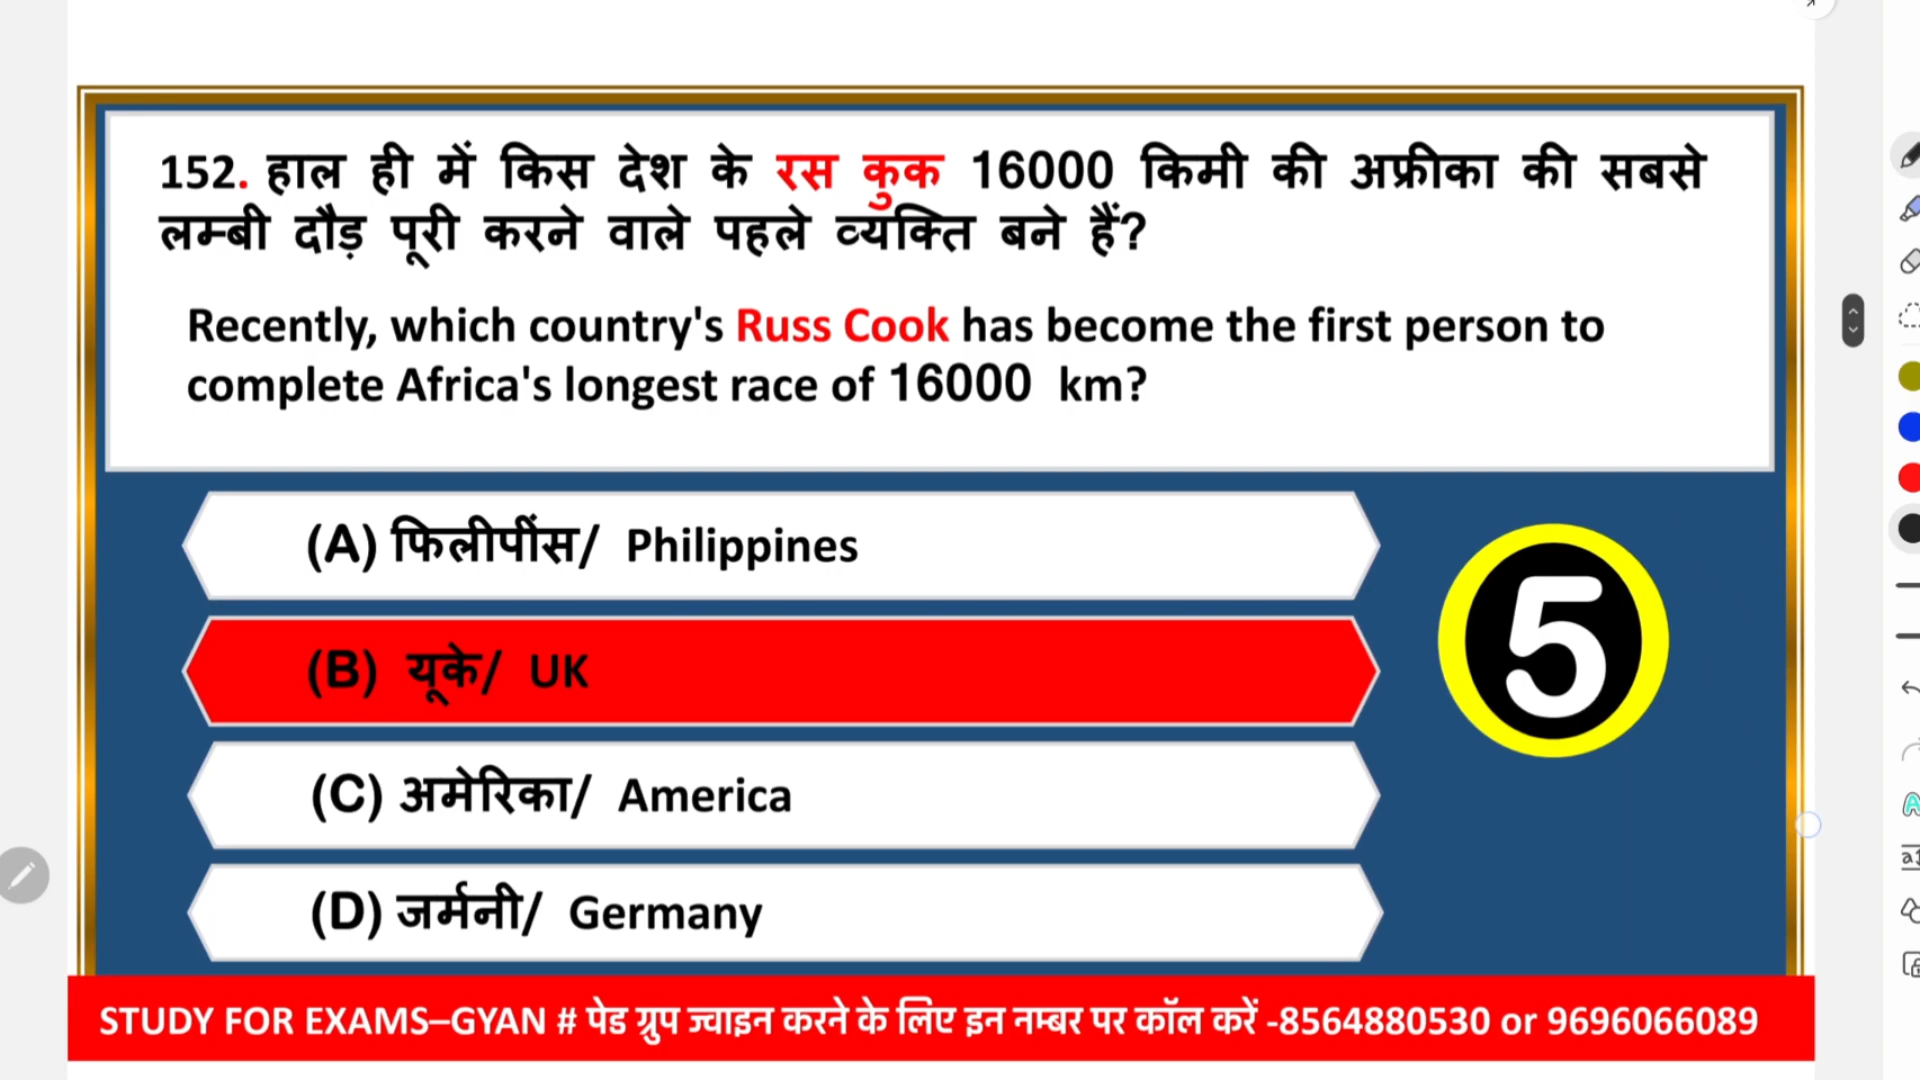 152. हाल ही में किस देश के रस कुक 16000 किमी की अफ्रीका की सबसे
लम्बी दौड़ पूरी करने वाले पहले व्यक्ति बने हैं?
Recently, which country's Russ Cook has become the first person to
complete Africa's longest race of 16000 km?
(A) फिलीपींस/ Philippines
(B) यूके/ UK
5
(C) अमेरिका/ America
(D) जर्मनी/ Germany
STUDY FOR EXAMS–GYAN # पेड ग्रुप ज्वाइन करने के लिए इन नम्बर पर कॉल करें -8564880530 or 9696066089